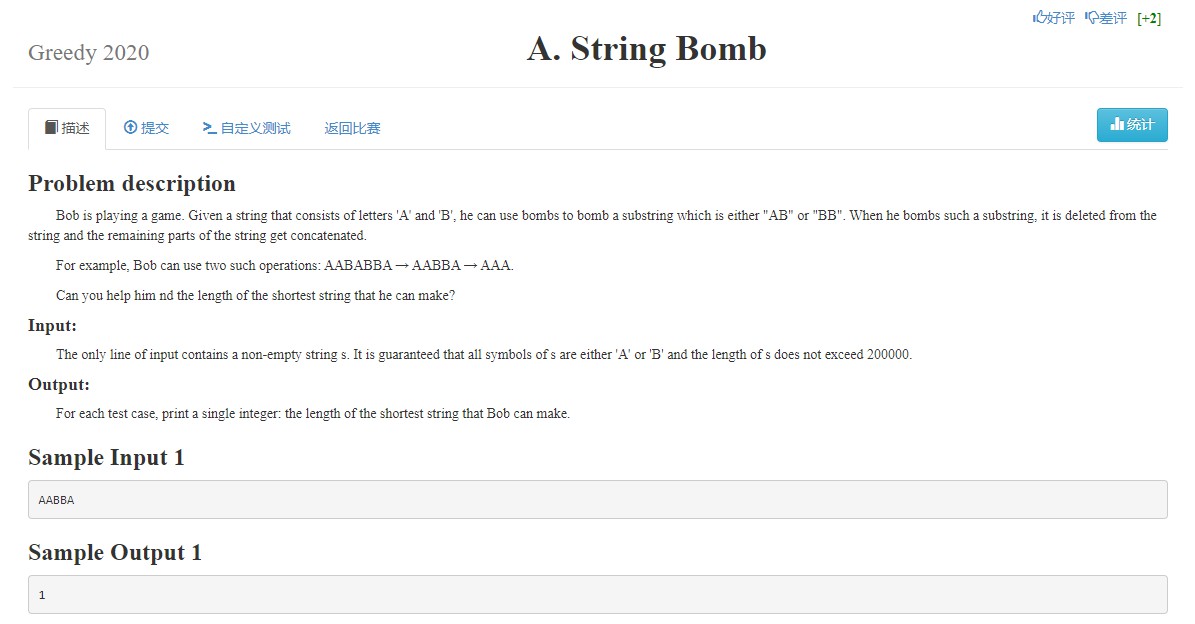 好评 差评 [+2]
Greedy 2020
A. String Bomb
描述 提交 自定义测试 返回比赛 统计
Problem description
Bob is playing a game. Given a string that consists of letters 'A' and 'B', he can use bombs to bomb a substring which is either "AB" or "BB". When he bombs such a substring, it is deleted from the
string and the remaining parts of the string get concatenated.
For example, Bob can use two such operations: AABABBA → AABBA → AAA.
Can you help him nd the length of the shortest string that he can make?
Input:
The only line of input contains a non-empty string s. It is guaranteed that all symbols of s are either 'A' or 'B' and the length of s does not exceed 200000.
Output:
For each test case, print a single integer: the length of the shortest string that Bob can make.
Sample Input 1
AABBA
Sample Output 1
1